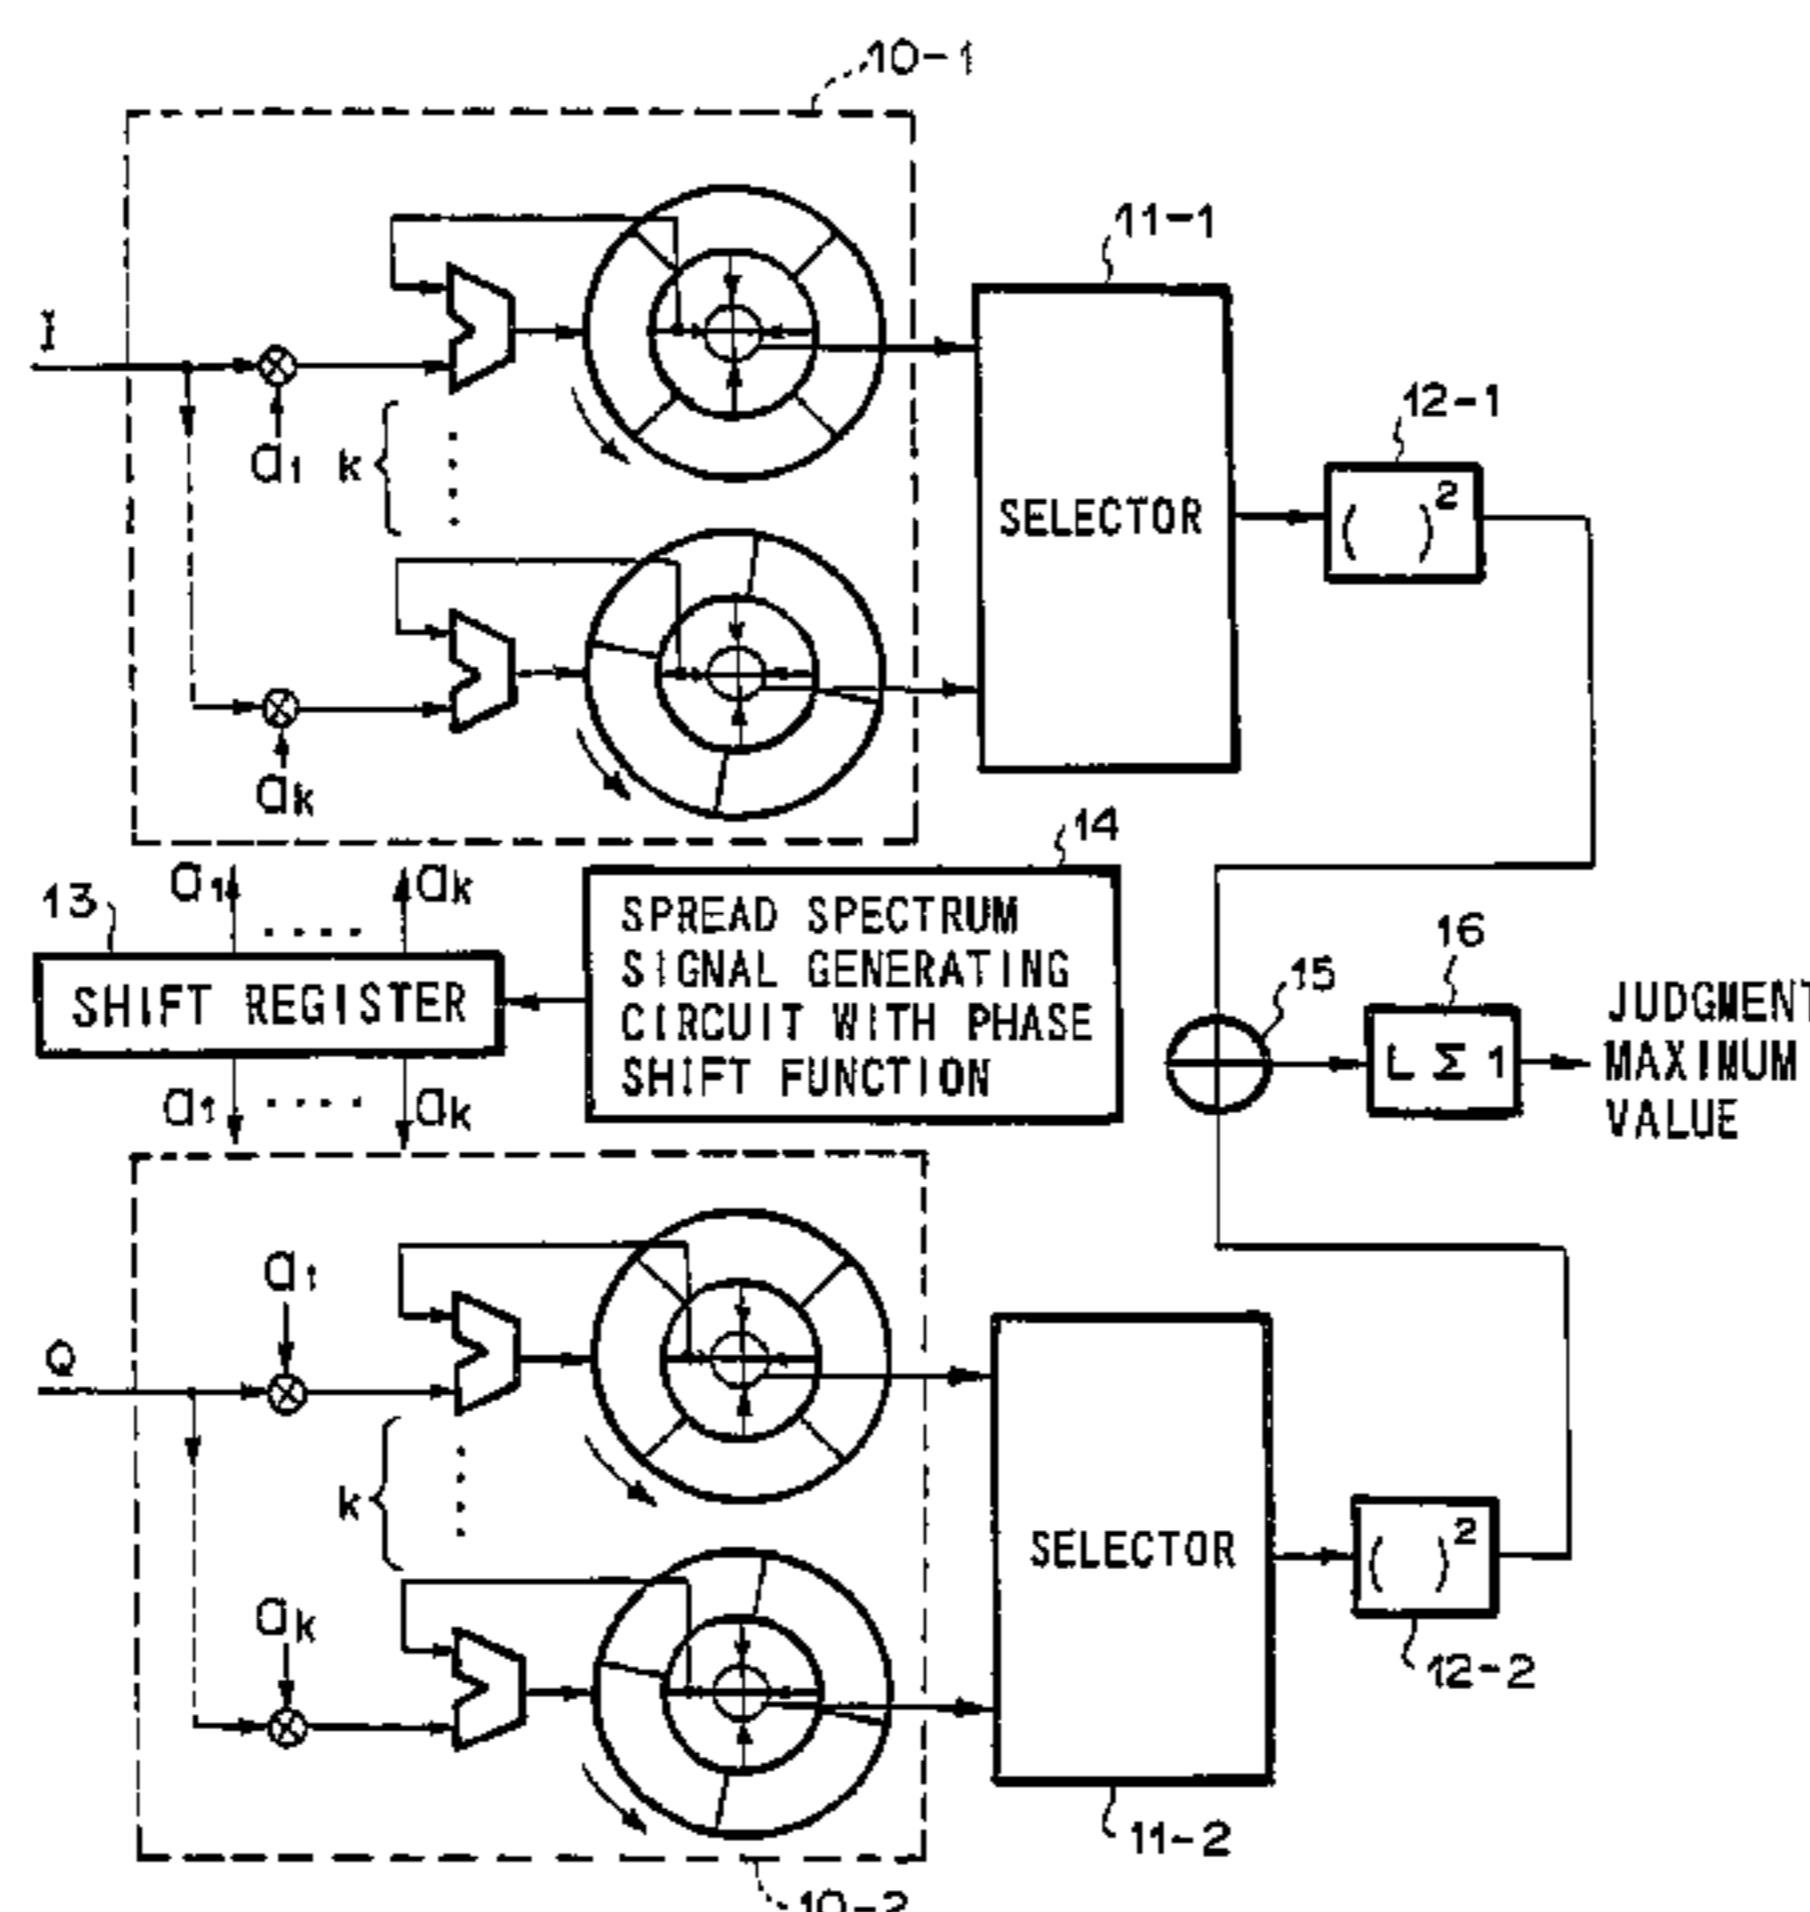 10-1
11-1
I
12-1
a1
k
SELECTOR
( )2
ak
14
13
a1
ak
SPREAD SPECTRUM
SIGNAL GENERATING
CIRCUIT WITH PHASE
SHIFT FUNCTION
SHIFT REGISTER
16
15
L Σ 1
JUDGMENT
MAXIMUM
VALUE
a1
ak
a1
Q
k
SELECTOR
( )2
ak
12-2
11-2
10-2